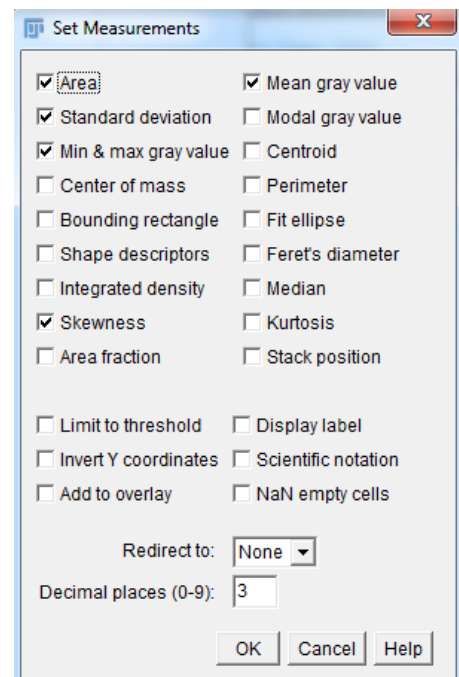 Set Measurements
Area Mean gray value
Standard deviation Modal gray value
Min & max gray value Centroid
Center of mass Perimeter
Bounding rectangle Fit ellipse
Shape descriptors Feret's diameter
Integrated density Median
Skewness Kurtosis
Area fraction Stack position
Limit to threshold Display label
Invert Y coordinates Scientific notation
Add to overlay NaN empty cells
Redirect to: None
Decimal places (0-9): 3
OK Cancel Help